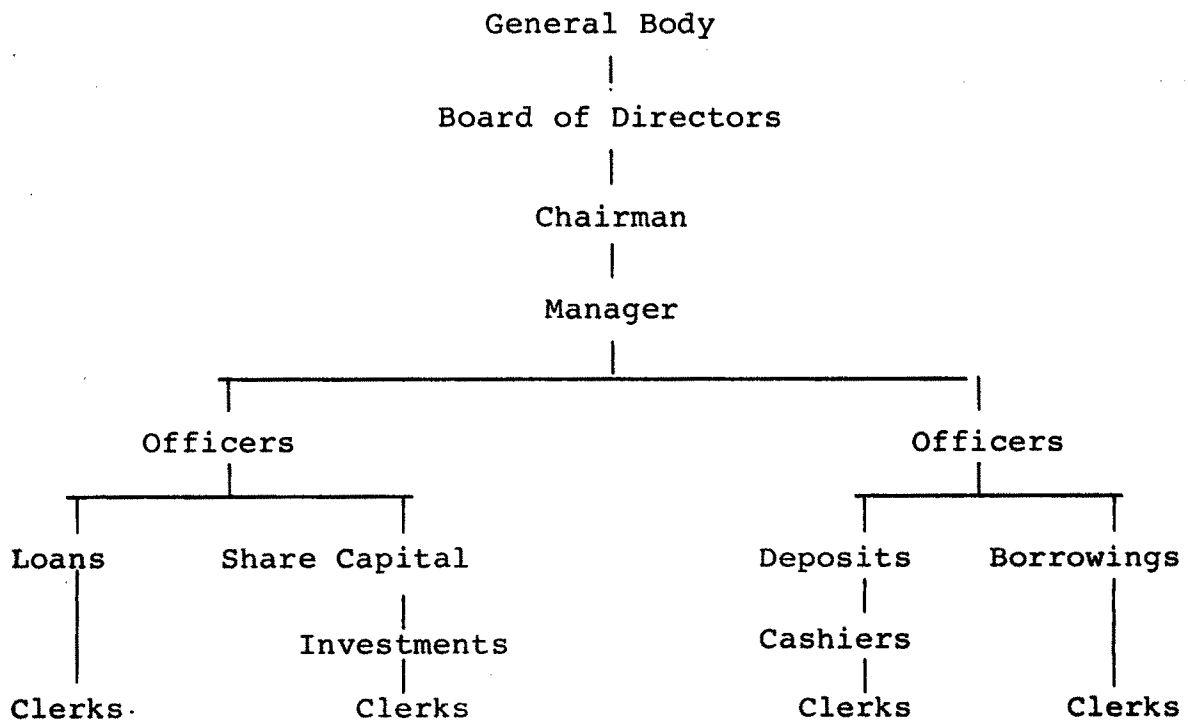 General Body
Board of Directors
Chairman
Manager
Officers Officers
Loans Share Capital Deposits Borrowings
Investments Cashiers
Clerks. Clerks Clerks Clerks